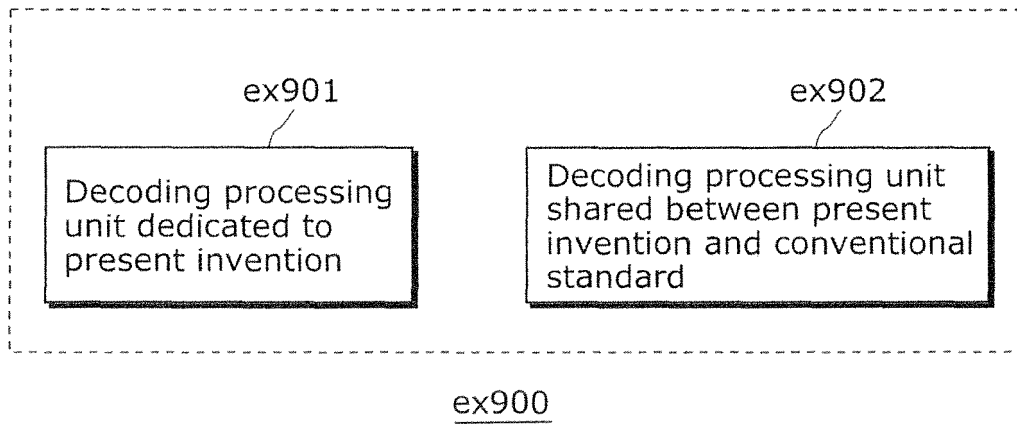 ex901
ex902
Decoding processing
unit dedicated to
present invention
Decoding processing unit
shared between present
invention and conventional
standard
ex900